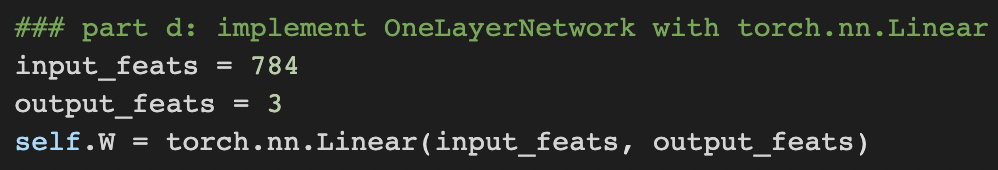 ### part d: implement OneLayerNetwork with torch.nn.Linear
input_feats = 784
output_feats = 3
self.W = torch.nn.Linear(input_feats, output_feats)